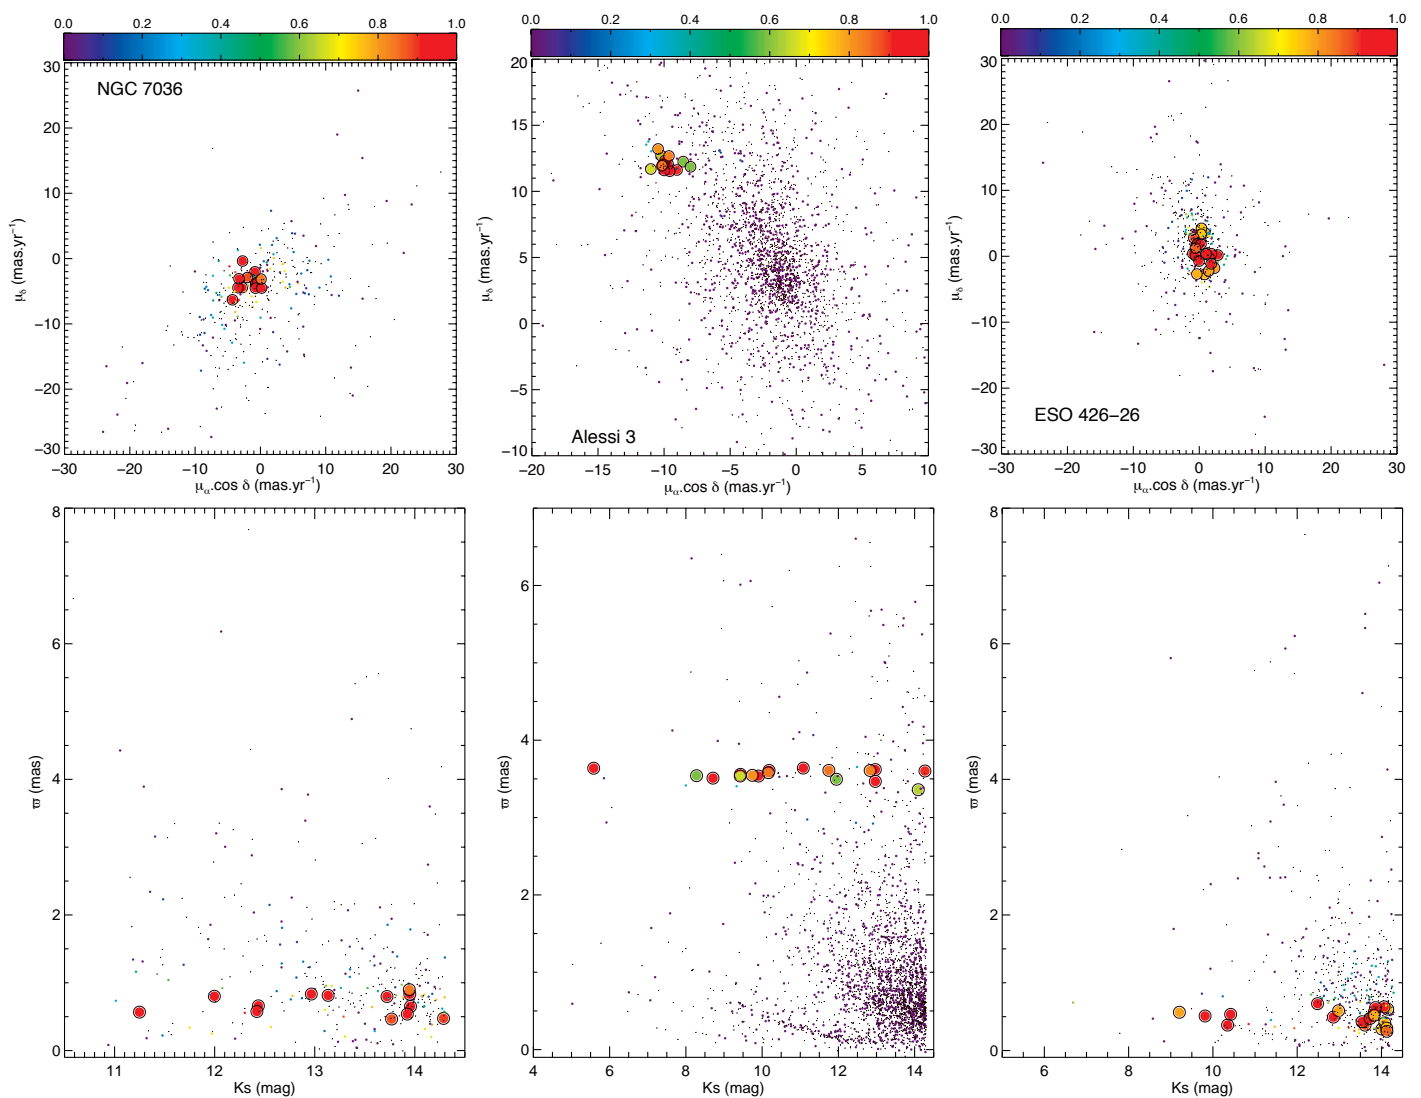 0.0 0.2 0.4 0.6 0.8 1.0
0.0 0.2 0.4 0.6 0.8 1.0
0.0 0.2 0.4 0.6 0.8 1.0
NGC 7036
30
20
10
0
−10
−20
−30
μδ (mas.yr⁻¹)
−30 −20 −10 0 10 20 30
μα.cos δ (mas.yr⁻¹)
Alessi 3
20
15
10
5
0
−5
−10
μδ (mas.yr⁻¹)
−20 −15 −10 −5 0 5 10
μα.cos δ (mas.yr⁻¹)
ESO 426−26
30
20
10
0
−10
−20
−30
μδ (mas.yr⁻¹)
−30 −20 −10 0 10 20 30
μα.cos δ (mas.yr⁻¹)
8
6
4
2
0
ϖ (mas)
11 12 13 14
Ks (mag)
6
4
2
0
ϖ (mas)
4 6 8 10 12 14
Ks (mag)
8
6
4
2
0
ϖ (mas)
6 8 10 12 14
Ks (mag)